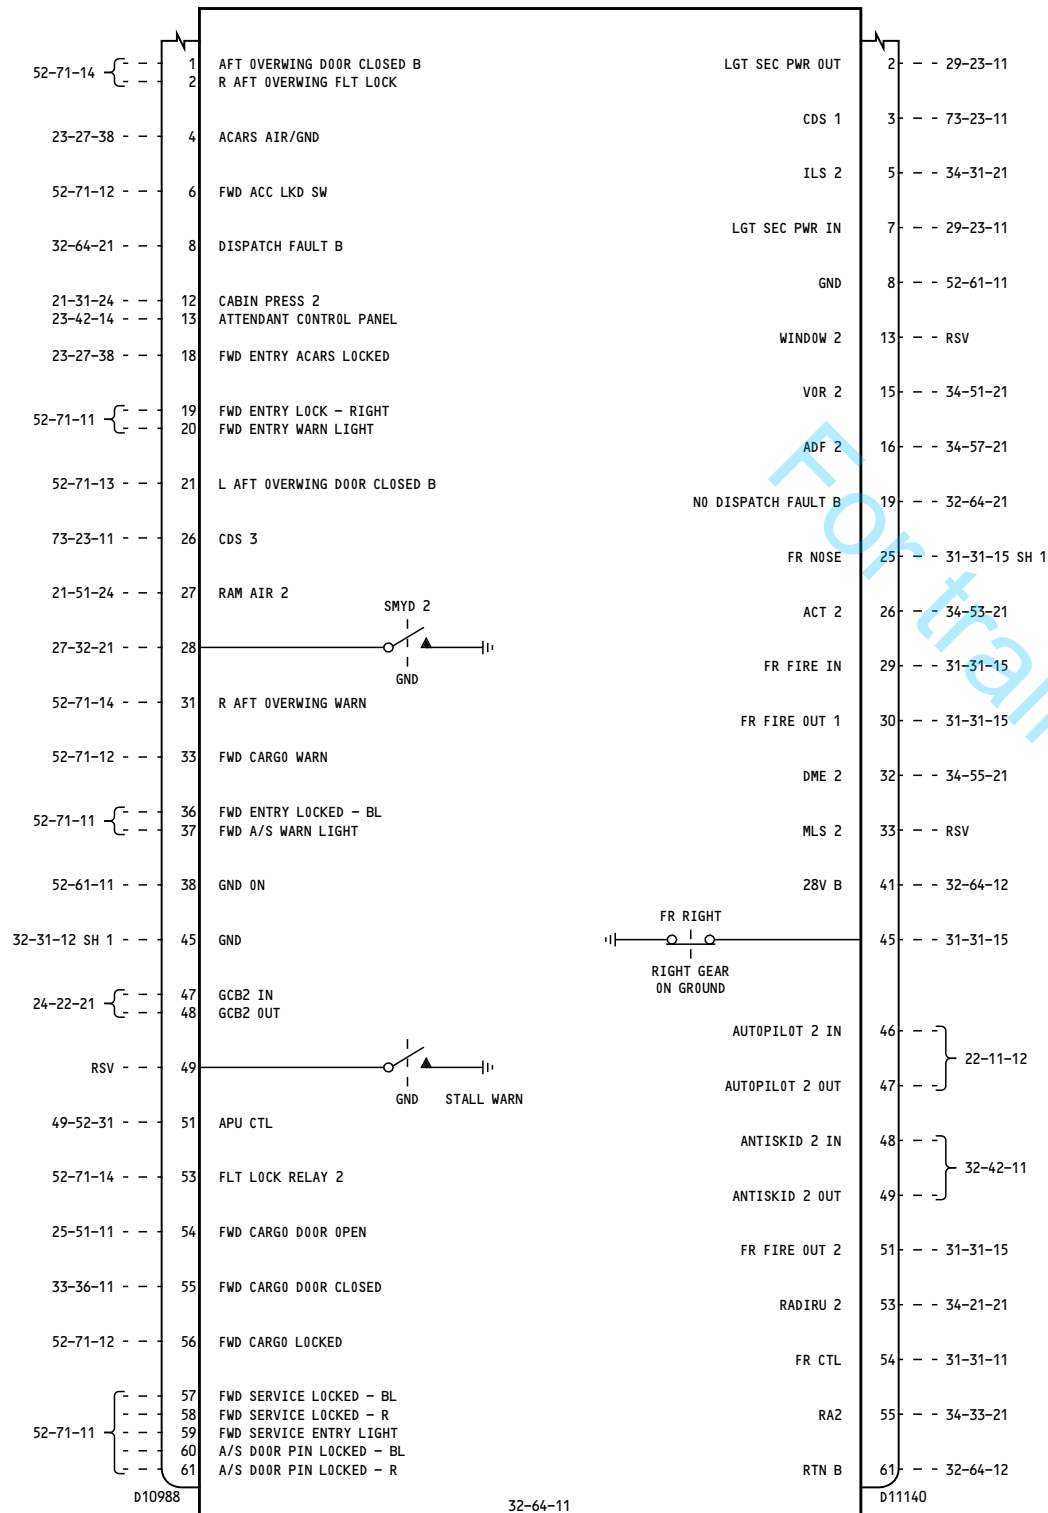 52-71-14
1 AFT OVERWING DOOR CLOSED B
2 R AFT OVERWING FLT LOCK
23-27-38 4 ACARS AIR/GND
52-71-12 6 FWD ACC LKD SW
32-64-21 8 DISPATCH FAULT B
21-31-24 12 CABIN PRESS 2
23-42-14 13 ATTENDANT CONTROL PANEL
23-27-38 18 FWD ENTRY ACARS LOCKED
52-71-11
19 FWD ENTRY LOCK - RIGHT
20 FWD ENTRY WARN LIGHT
52-71-13 21 L AFT OVERWING DOOR CLOSED B
73-23-11 26 CDS 3
21-51-24 27 RAM AIR 2
SMYD 2
27-32-21 28
GND
52-71-14 31 R AFT OVERWING WARN
52-71-12 33 FWD CARGO WARN
52-71-11
36 FWD ENTRY LOCKED - BL
37 FWD A/S WARN LIGHT
52-61-11 38 GND ON
32-31-12 SH 1 45 GND
24-22-21
47 GCB2 IN
48 GCB2 OUT
RSV 49
GND STALL WARN
49-52-31 51 APU CTL
52-71-14 53 FLT LOCK RELAY 2
25-51-11 54 FWD CARGO DOOR OPEN
33-36-11 55 FWD CARGO DOOR CLOSED
52-71-12 56 FWD CARGO LOCKED
52-71-11
57 FWD SERVICE LOCKED - BL
58 FWD SERVICE LOCKED - R
59 FWD SERVICE ENTRY LIGHT
60 A/S DOOR PIN LOCKED - BL
61 A/S DOOR PIN LOCKED - R
D10988
LGT SEC PWR OUT 2 29-23-11
CDS 1 3 73-23-11
ILS 2 5 34-31-21
LGT SEC PWR IN 7 29-23-11
GND 8 52-61-11
WINDOW 2 13 RSV
VOR 2 15 34-51-21
ADF 2 16 34-57-21
NO DISPATCH FAULT B 19 32-64-21
FR NOSE 25 31-31-15 SH 1
ACT 2 26 34-53-21
FR FIRE IN 29 31-31-15
FR FIRE OUT 1 30 31-31-15
DME 2 32 34-55-21
MLS 2 33 RSV
28V B 41 32-64-12
FR RIGHT
45 31-31-15
RIGHT GEAR
ON GROUND
AUTOPILOT 2 IN 46
22-11-12
AUTOPILOT 2 OUT 47
ANTISKID 2 IN 48
32-42-11
ANTISKID 2 OUT 49
FR FIRE OUT 2 51 31-31-15
RADIRU 2 53 34-21-21
FR CTL 54 31-31-11
RA2 55 34-33-21
RTN B 61 32-64-12
D11140
32-64-11
For